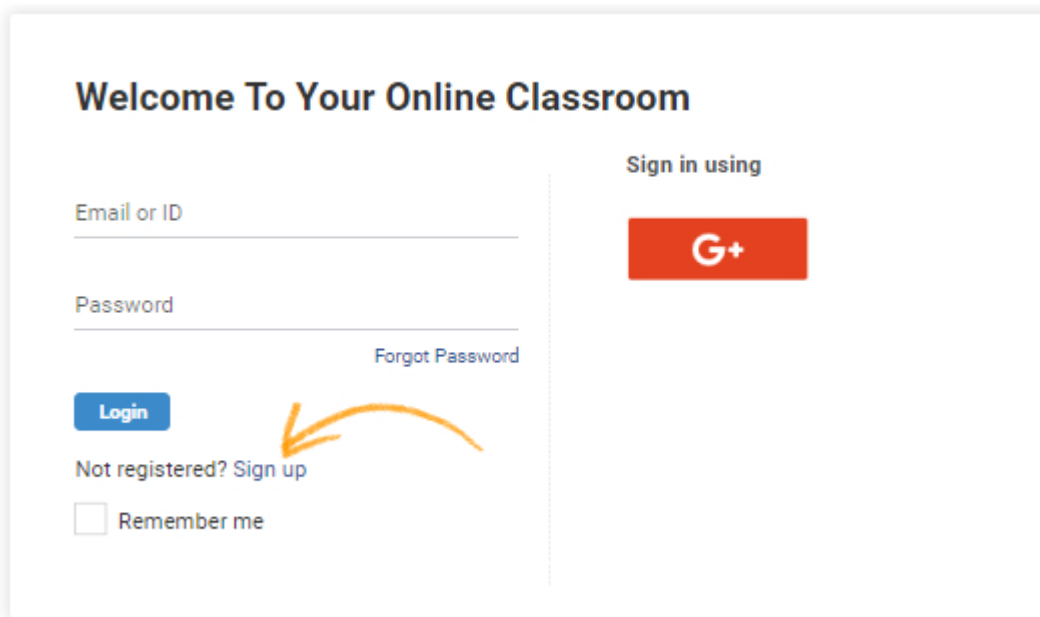 Welcome To Your Online Classroom
Email or ID
Password
Forgot Password
Login
Not registered? Sign up
Remember me
Sign in using
G+